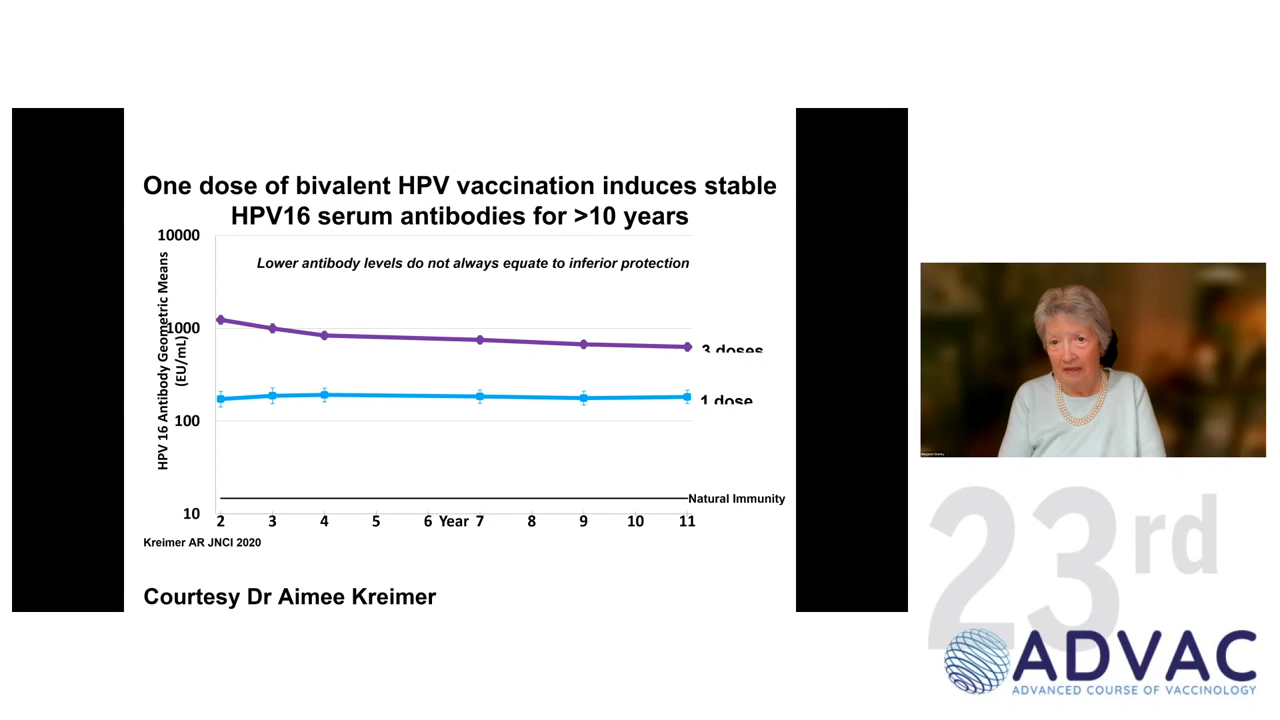 One dose of bivalent HPV vaccination induces stable
HPV16 serum antibodies for >10 years
Lower antibody levels do not always equate to inferior protection
HPV 16 Antibody Geometric Means
(EU/mL)
10000
1000
100
10
3 doses
1 dose
Natural Immunity
2 3 4 5 6 Year 7 8 9 10 11
Kreimer AR JNCI 2020
Courtesy Dr Aimee Kreimer
Margaret Stanley
23rd
ADVAC
ADVANCED COURSE OF VACCINOLOGY